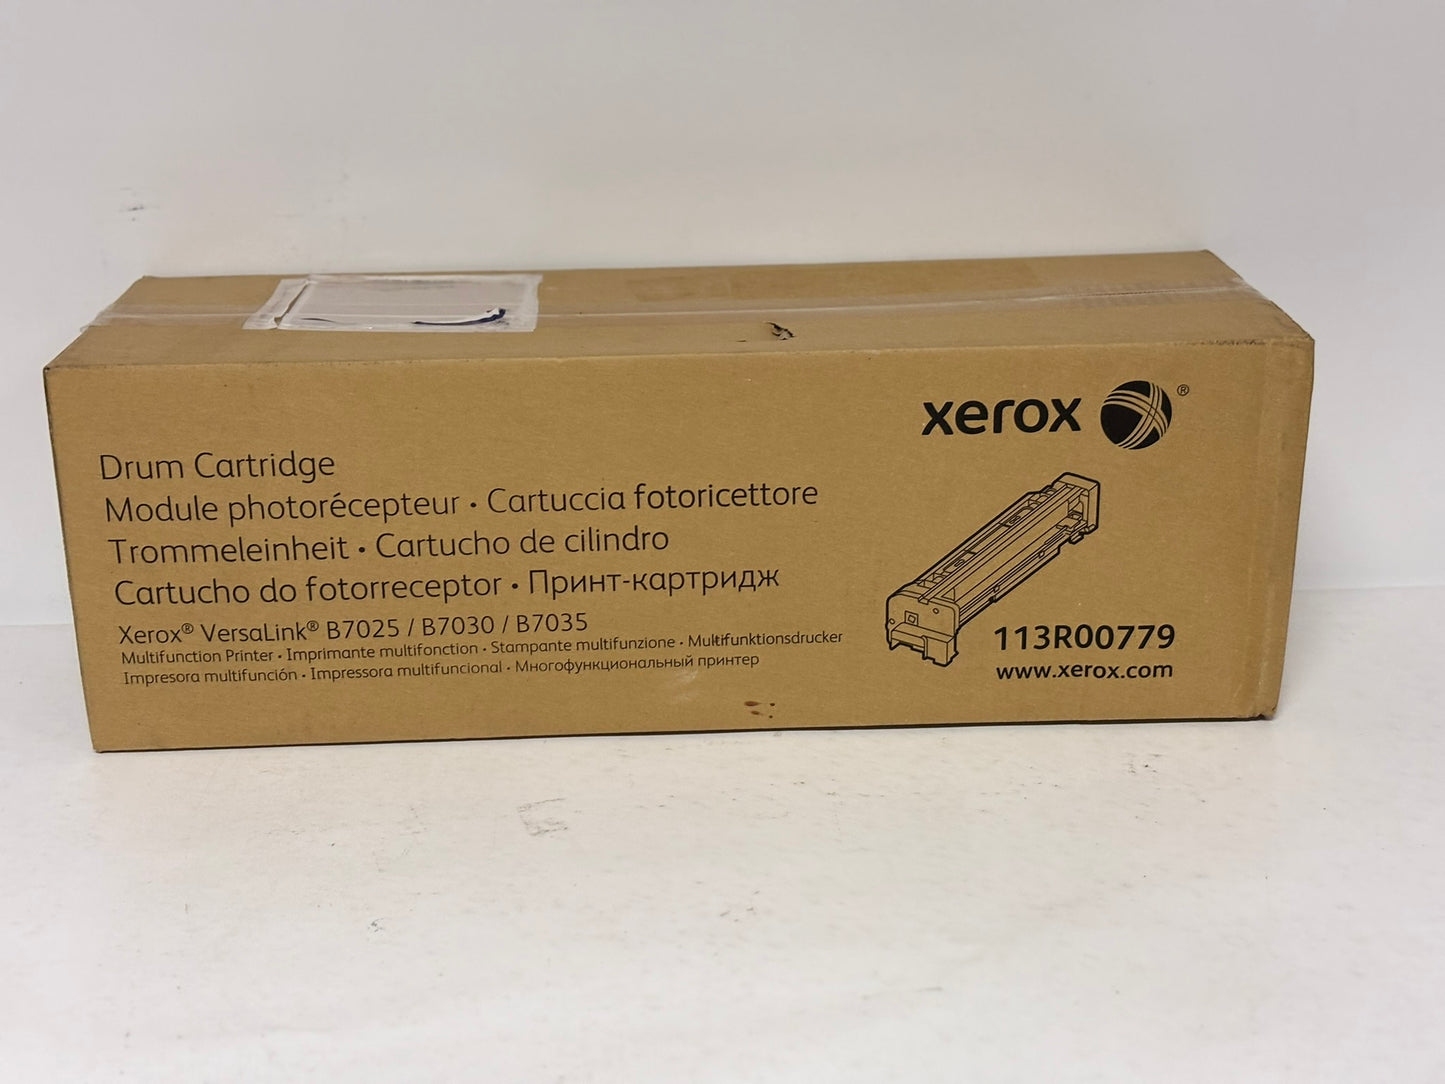 xerox ®
Drum Cartridge
Module photorécepteur • Cartuccia fotoricettore
Trommeleinheit • Cartucho de cilindro
Cartucho do fotorreceptor • Принт-картридж
Xerox® VersaLink® B7025 / B7030 / B7035
Multifunction Printer • Imprimante multifonction • Stampante multifunzione • Multifunktionsdrucker
Impresora multifunción • Impressora multifuncional • Многофункциональный принтер
113R00779
www.xerox.com